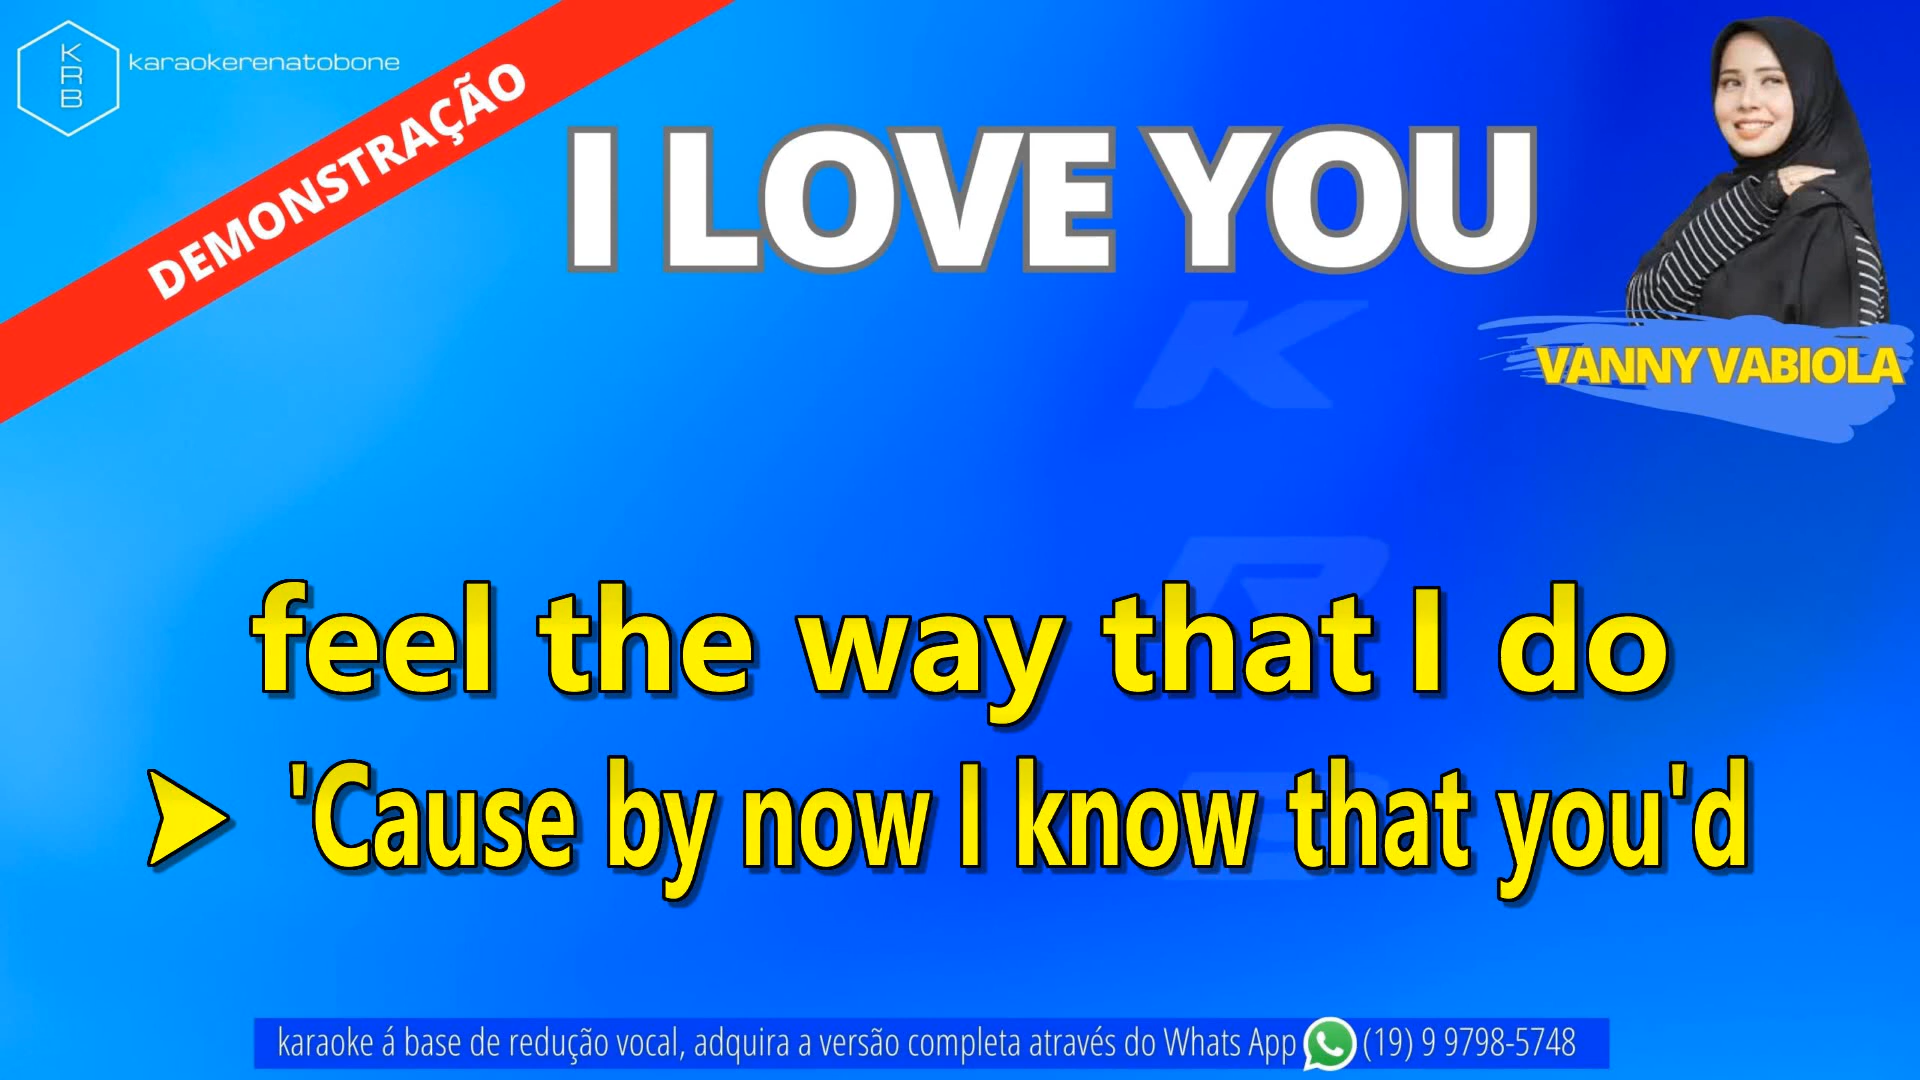 KRB
karaokerenatobone
DEMONSTRAÇÃO
I LOVE YOU
VANNY VABIOLA
K
R
B
feel the way that I do
➤ 'Cause by now I know that you'd
karaoke á base de redução vocal, adquira a versão completa através do Whats App (19) 9 9798-5748